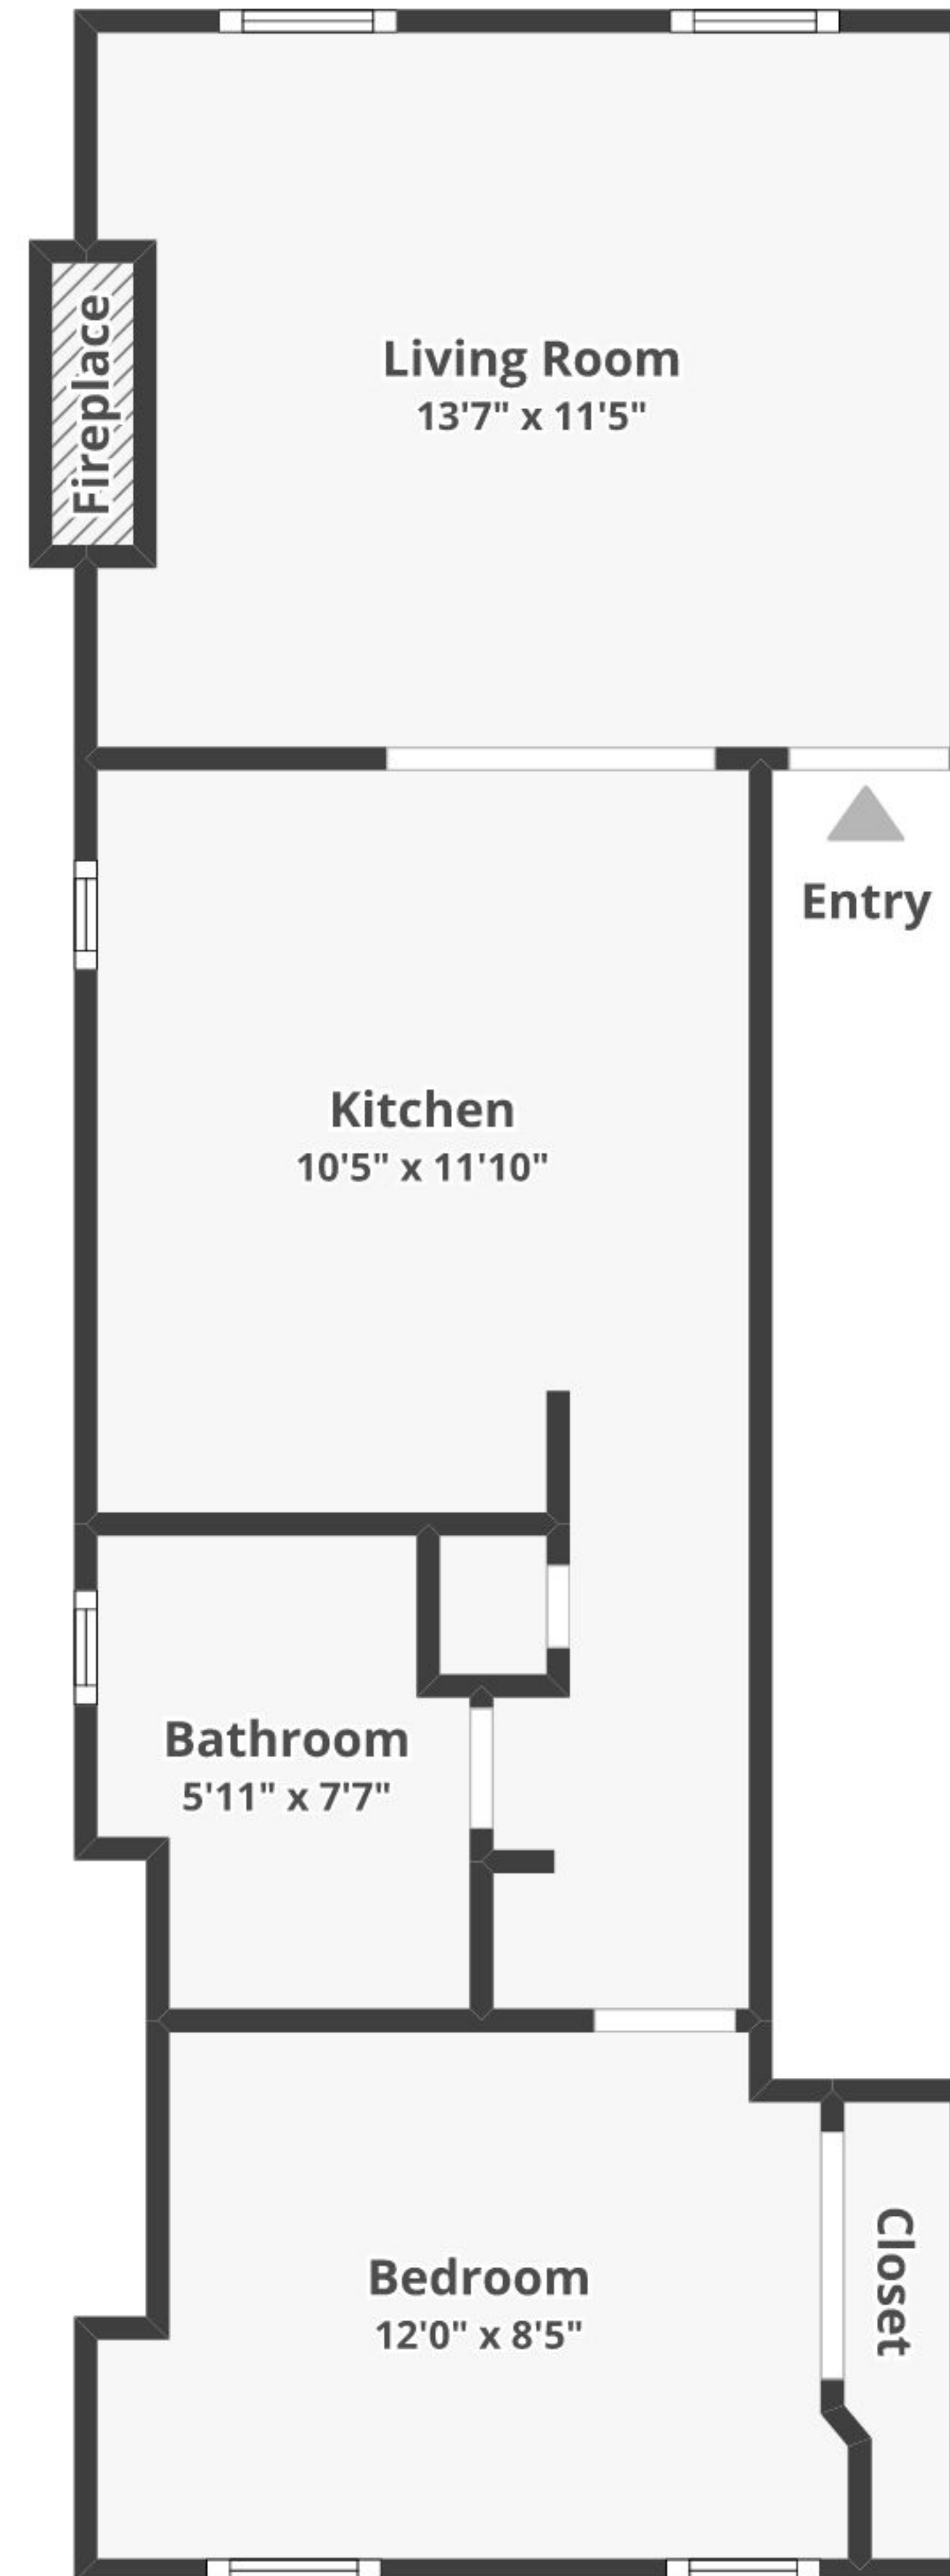 Fireplace
Living Room
13'7" x 11'5"
Entry
Kitchen
10'5" x 11'10"
Bathroom
5'11" x 7'7"
Bedroom
12'0" x 8'5"
Closet